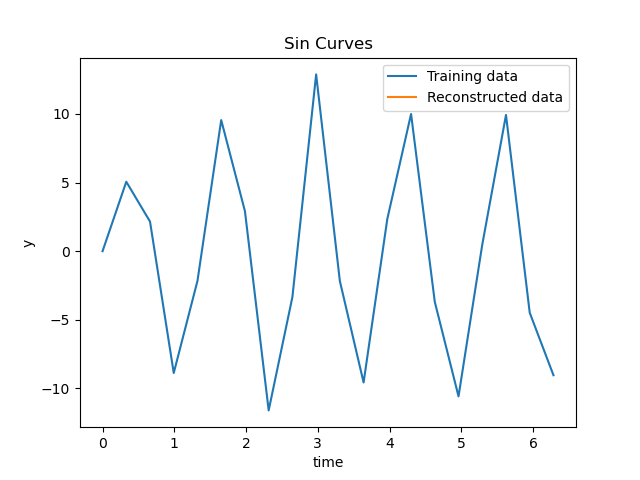 Sin Curves
Training data
Reconstructed data
10
5
0
−5
−10
y
0 1 2 3 4 5 6
time